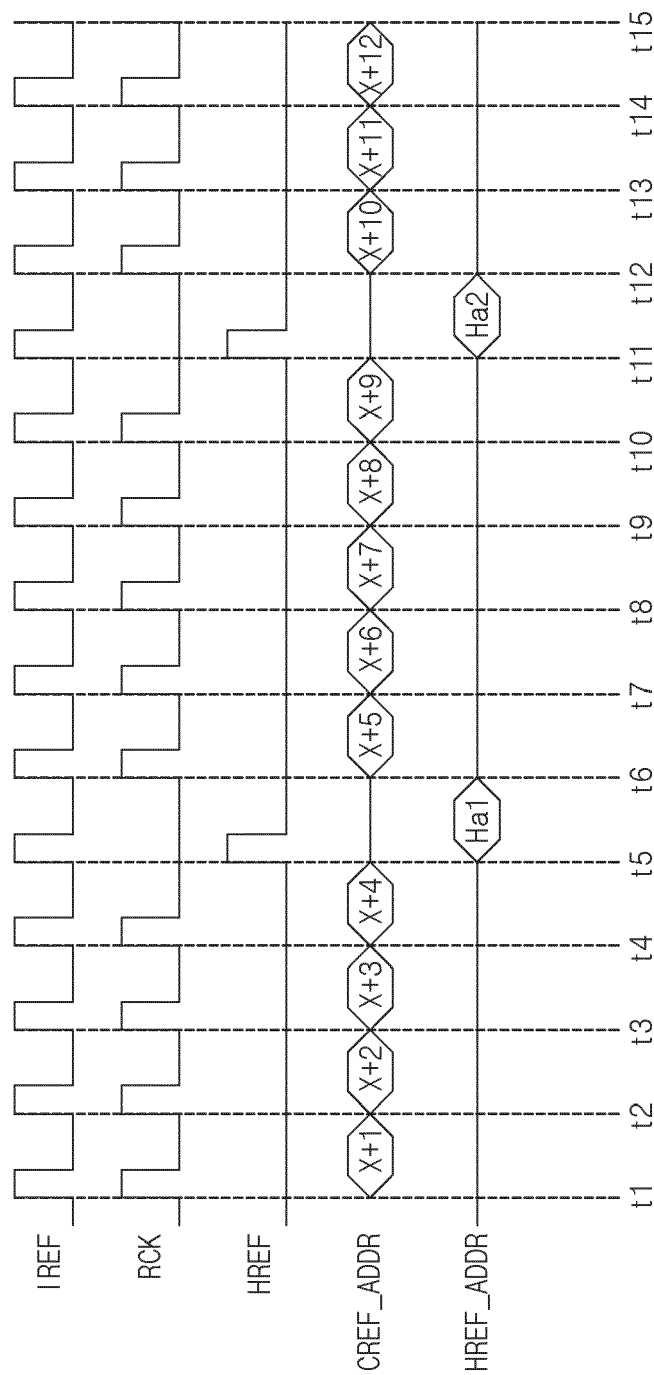 IREF
RCK
HREF
CREF_ADDR
X+1 X+2 X+3 X+4 X+5 X+6 X+7 X+8 X+9 X+10 X+11 X+12
HREF_ADDR
Ha1 Ha2
t1 t2 t3 t4 t5 t6 t7 t8 t9 t10 t11 t12 t13 t14 t15